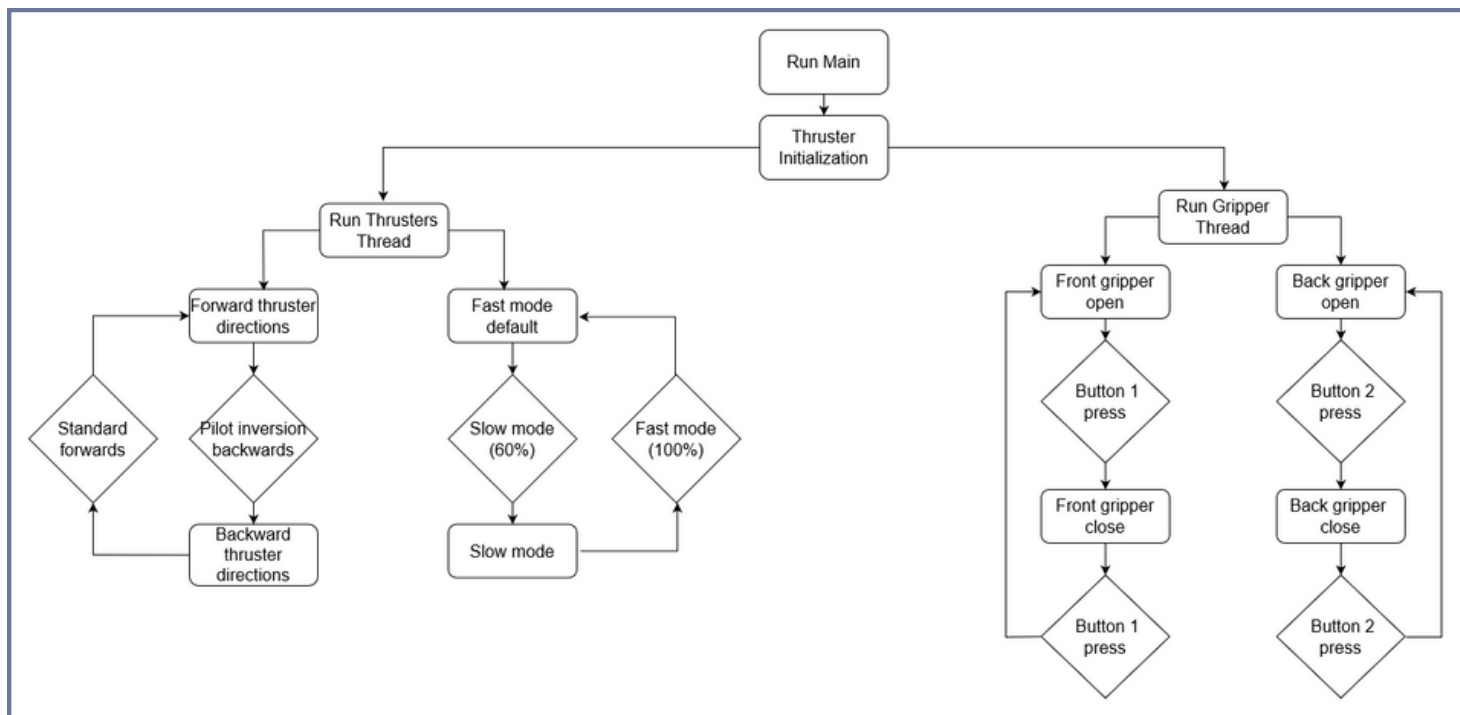 Run Main
Thruster
Initialization
Run Thrusters
Thread
Run Gripper
Thread
Forward thruster
directions
Fast mode
default
Front gripper
open
Back gripper
open
Standard
forwards
Pilot inversion
backwards
Slow mode
(60%)
Fast mode
(100%)
Button 1
press
Button 2
press
Backward
thruster
directions
Slow mode
Front gripper
close
Back gripper
close
Button 1
press
Button 2
press